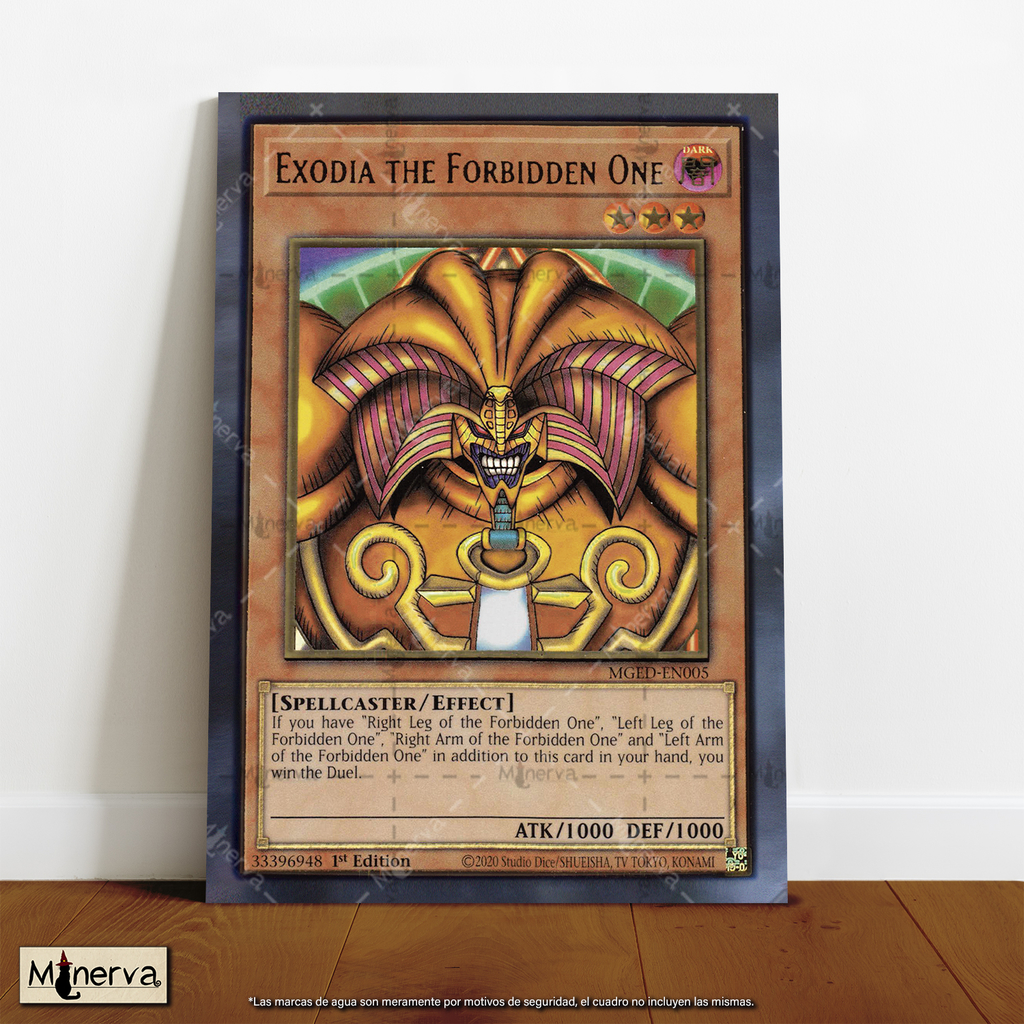 Exodia the Forbidden One
DARK
MGED-EN005
[Spellcaster/Effect]
If you have "Right Leg of the Forbidden One", "Left Leg of the
Forbidden One", "Right Arm of the Forbidden One" and "Left Arm
of the Forbidden One" in addition to this card in your hand, you
win the Duel.
ATK/1000 DEF/1000
33396948 1st Edition ©2020 Studio Dice/SHUEISHA, TV TOKYO, KONAMI
Minerva
*Las marcas de agua son meramente por motivos de seguridad, el cuadro no incluyen las mismas.